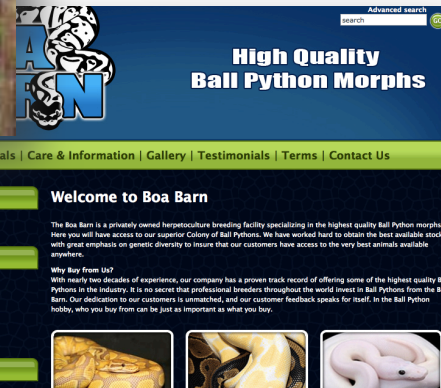 Advanced search
search
High Quality
Ball Python Morphs
Care & Information | Gallery | Testimonials | Terms | Contact Us
Welcome to Boa Barn
The Boa Barn is a privately owned herpetoculture breeding facility specializing in the highest quality Ball Python morphs
Here you will have access to our superior Colony of Ball Pythons. We have worked hard to obtain the best available stock
with great emphasis on genetic diversity to insure that our customers have access to the very best animals available
anywhere.
Why Buy from Us?
With nearly two decades of experience, our company has a proven track record of offering some of the highest quality B
Pythons in the industry. It is no secret that professional breeders throughout the world invest in Ball Pythons from the B
Barn. Our dedication to our customers is unmatched, and our customer feedback speaks for itself. In the Ball Python
hobby, who you buy from can be just as important as what you buy.